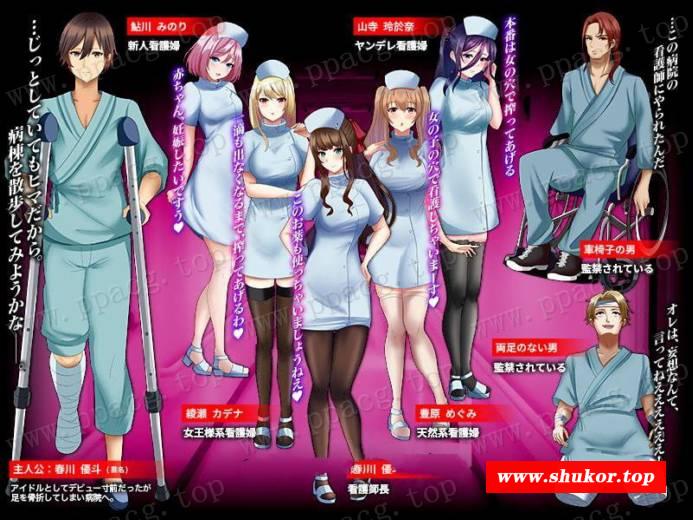 鮎川 みのり
新人看護婦
山寺 玲於奈
ヤンデレ看護婦
…じっとしていてもヒマだから。
病棟を散歩してみようかな――
赤ちゃん、妊娠したいっすぅ♥
一滴も出なくなるまで、搾ってあげるわ♥
このお薬も使っちゃいましょうねぇ♥
女の子の穴で看護しちゃいます♥
本番は女の穴で搾ってあげる
…この病院の
看護師にやられたんだ。
車椅子の男
監禁されている
両足のない男
監禁されている
オレは、妄想なんて、
綾瀬 カデナ
女王様系看護婦
豊原 めぐみ
天然系看護婦
主人公：春川 優斗（票名）
アイドルとしてデビュー寸前だったが
足を骨折してしまい病院へ。
看護師長
www.shukor.top
www.ppacg.top